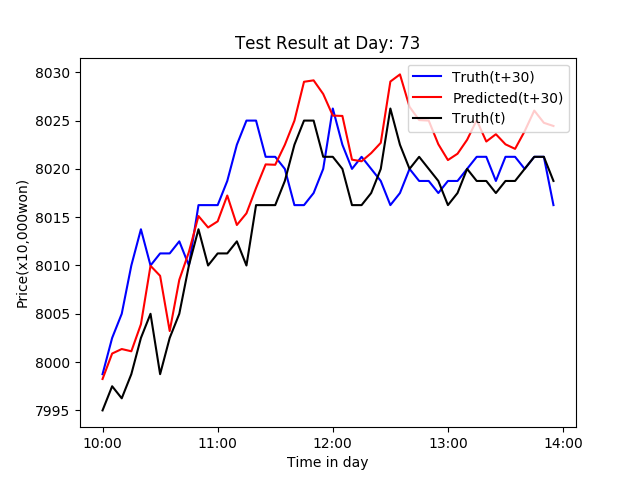 Test Result at Day: 73
Truth(t+30)
Predicted(t+30)
Truth(t)
Price(x10,000won)
8030
8025
8020
8015
8010
8005
8000
7995
10:00 11:00 12:00 13:00 14:00
Time in day